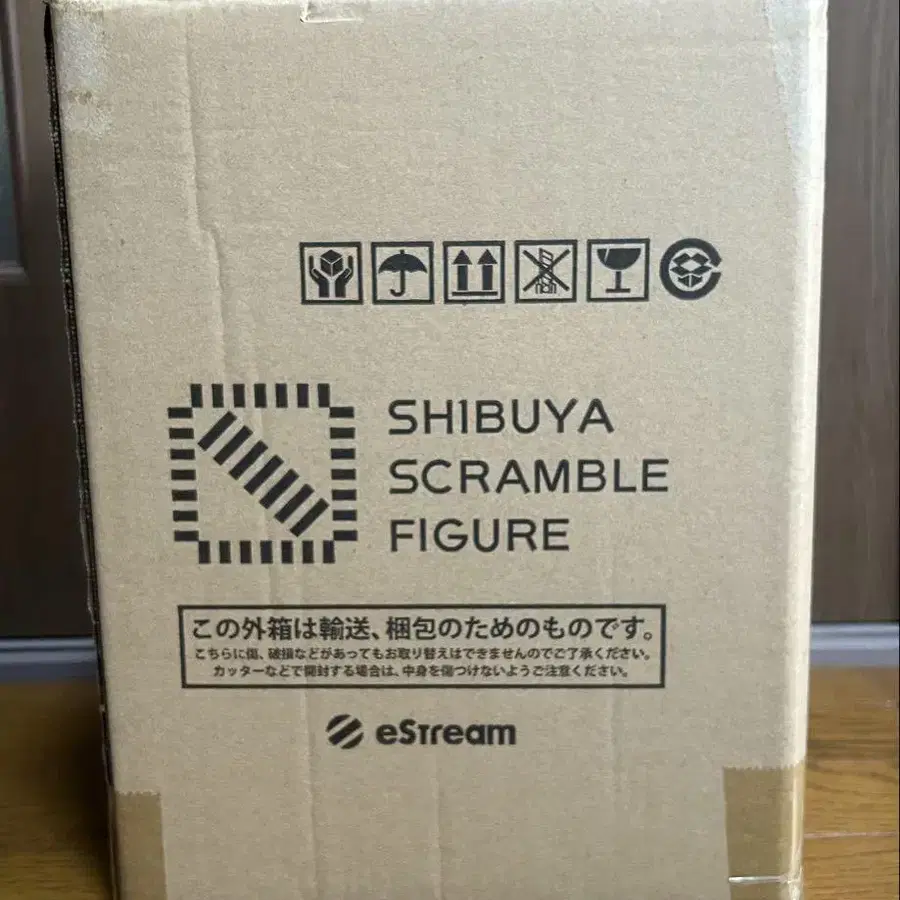 SHIBUYA
SCRAMBLE
FIGURE
この外箱は輸送、梱包のためのものです。
こちらに傷、破損などがあってもお取り替えはできませんのでご了承ください。
カッターなどで開封する場合は、中身を傷つけないようご注意ください。
eStream